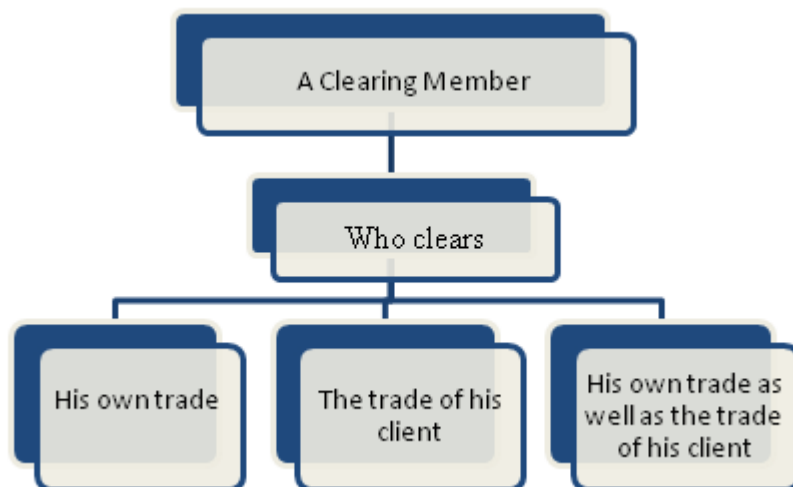 A Clearing Member
Who clears
His own trade
The trade of his
client
His own trade as
well as the trade
of his client